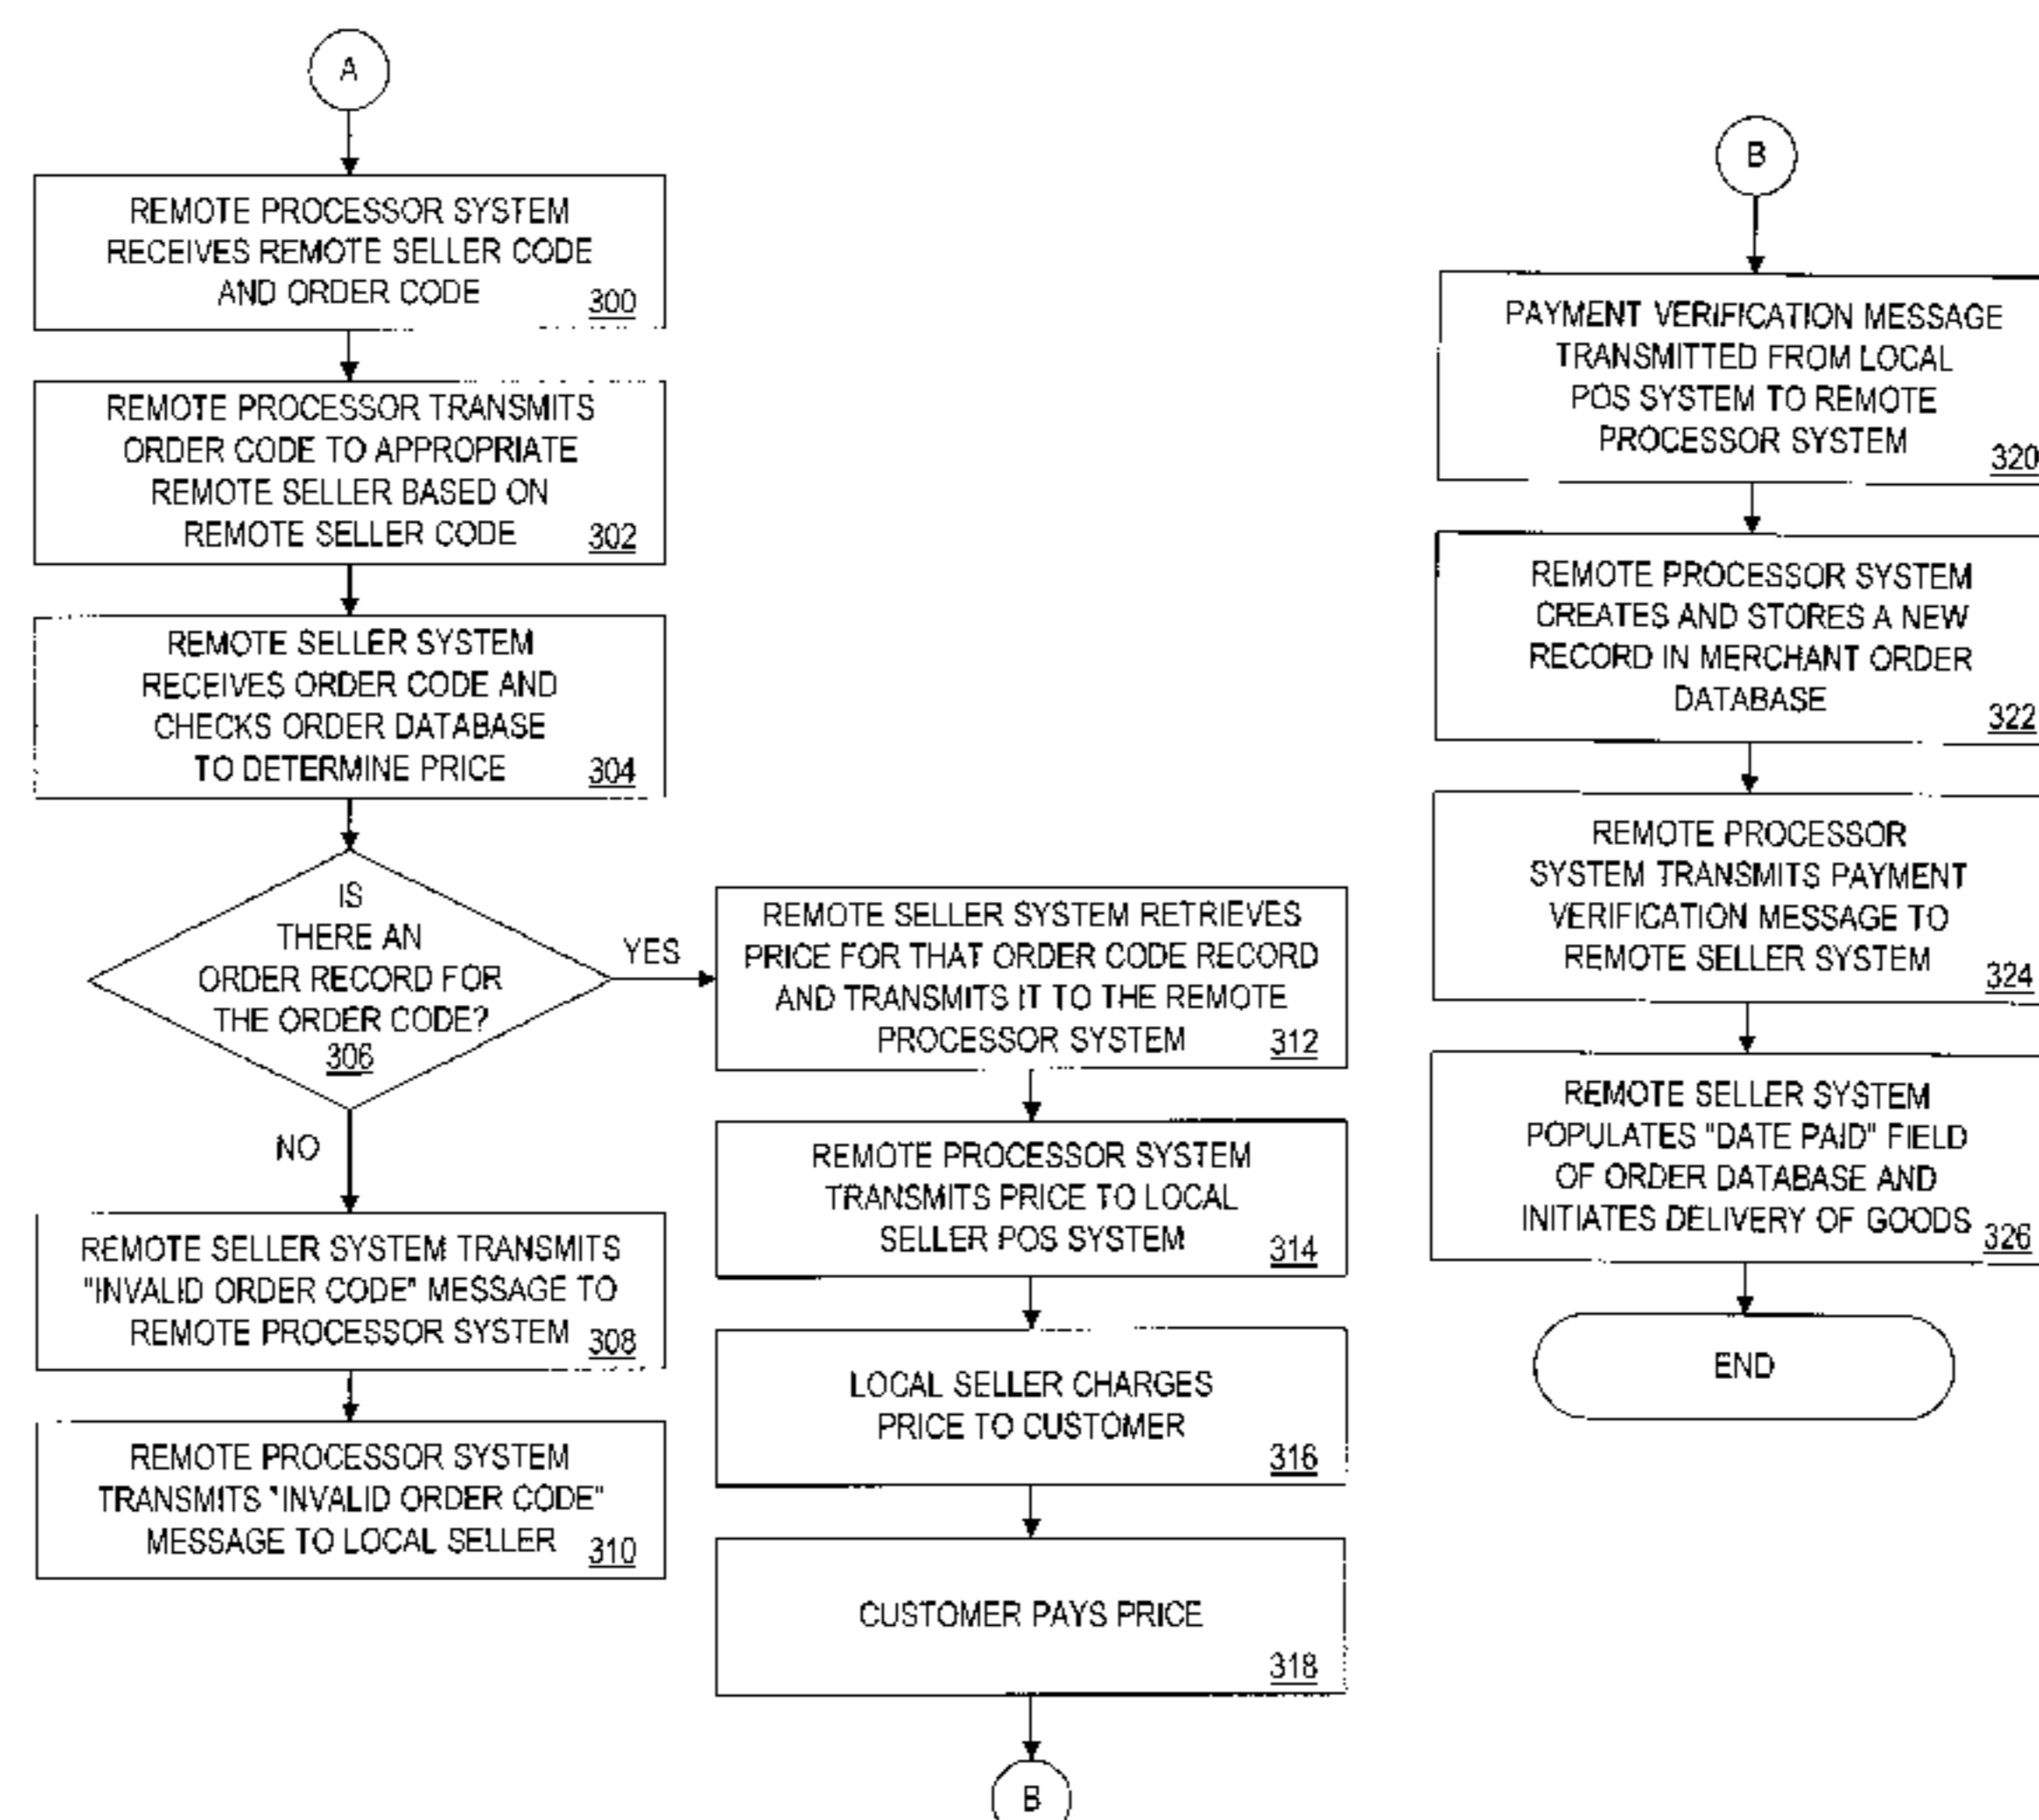 A
REMOTE PROCESSOR SYSTEM
RECEIVES REMOTE SELLER CODE
AND ORDER CODE
300
REMOTE PROCESSOR TRANSMITS
ORDER CODE TO APPROPRIATE
REMOTE SELLER BASED ON
REMOTE SELLER CODE
302
REMOTE SELLER SYSTEM
RECEIVES ORDER CODE AND
CHECKS ORDER DATABASE
TO DETERMINE PRICE
304
IS
THERE AN
ORDER RECORD FOR
THE ORDER CODE?
306
YES
NO
REMOTE SELLER SYSTEM TRANSMITS
"INVALID ORDER CODE" MESSAGE TO
REMOTE PROCESSOR SYSTEM
308
REMOTE PROCESSOR SYSTEM
TRANSMITS "INVALID ORDER CODE"
MESSAGE TO LOCAL SELLER
310
REMOTE SELLER SYSTEM RETRIEVES
PRICE FOR THAT ORDER CODE RECORD
AND TRANSMITS IT TO THE REMOTE
PROCESSOR SYSTEM
312
REMOTE PROCESSOR SYSTEM
TRANSMITS PRICE TO LOCAL
SELLER POS SYSTEM
314
LOCAL SELLER CHARGES
PRICE TO CUSTOMER
316
CUSTOMER PAYS PRICE
318
B
B
PAYMENT VERIFICATION MESSAGE
TRANSMITTED FROM LOCAL
POS SYSTEM TO REMOTE
PROCESSOR SYSTEM
320
REMOTE PROCESSOR SYSTEM
CREATES AND STORES A NEW
RECORD IN MERCHANT ORDER
DATABASE
322
REMOTE PROCESSOR
SYSTEM TRANSMITS PAYMENT
VERIFICATION MESSAGE TO
REMOTE SELLER SYSTEM
324
REMOTE SELLER SYSTEM
POPULATES "DATE PAID" FIELD
OF ORDER DATABASE AND
INITIATES DELIVERY OF GOODS
326
END